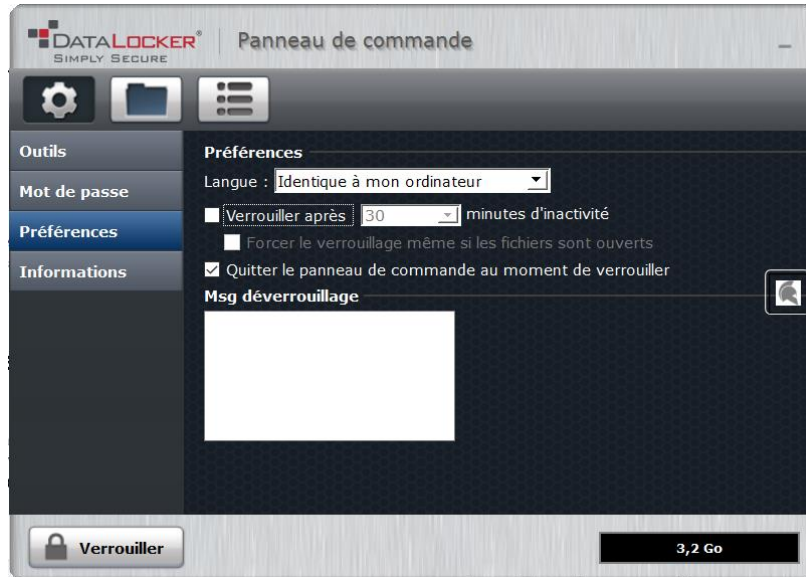 DATALOCKER® Panneau de commande
SIMPLY SECURE
Outils
Mot de passe
Préférences
Informations
Préférences
Langue : Identique à mon ordinateur
Verrouiller après 30 minutes d'inactivité
Forcer le verrouillage même si les fichiers sont ouverts
Quitter le panneau de commande au moment de verrouiller
Msg déverrouillage
Verrouiller
3,2 Go